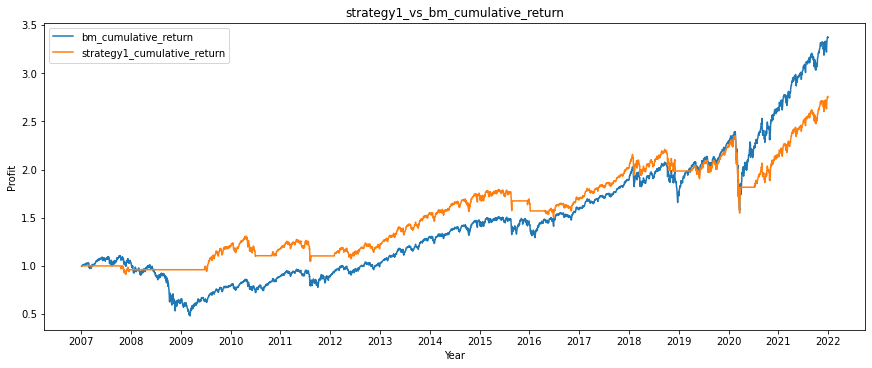 strategy1_vs_bm_cumulative_return
bm_cumulative_return
strategy1_cumulative_return
3.5
3.0
2.5
2.0
1.5
1.0
0.5
Profit
2007 2008 2009 2010 2011 2012 2013 2014 2015 2016 2017 2018 2019 2020 2021 2022
Year